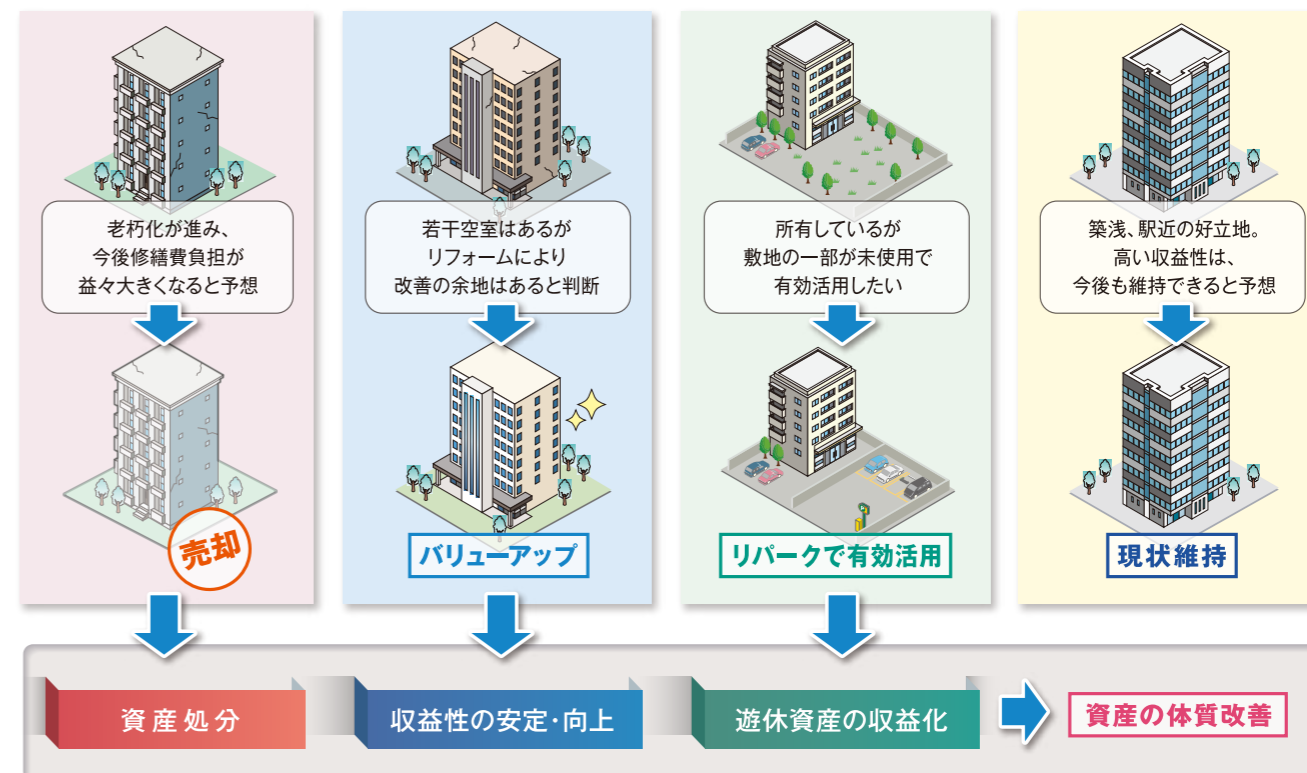 老朽化が進み、
今後修繕費負担が
益々大きくなると予想
売却
若干空室はあるが
リフォームにより
改善の余地はあると判断
バリューアップ
所有しているが
敷地の一部が未使用で
有効活用したい
リパークで有効活用
築浅、駅近の好立地。
高い収益性は、
今後も維持できると予想
現状維持
資産処分
収益性の安定・向上
遊休資産の収益化
資産の体質改善